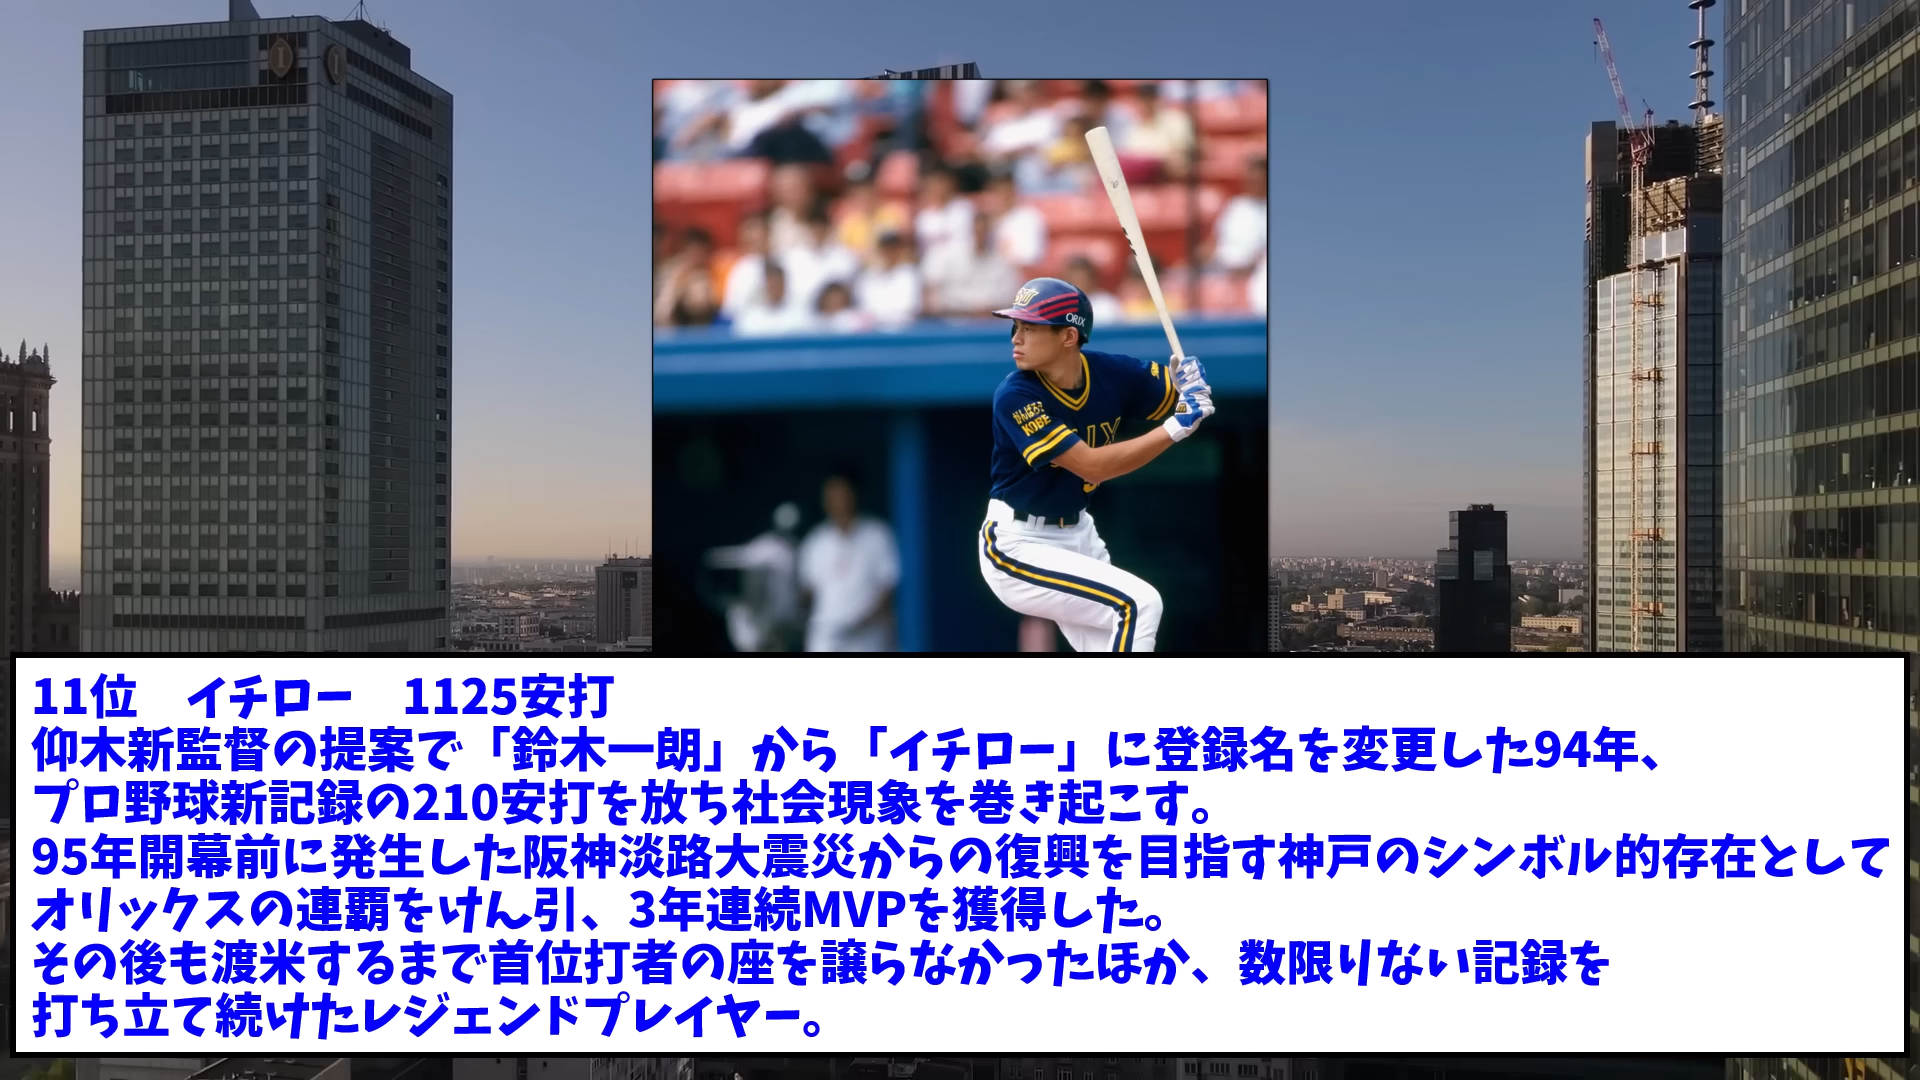 ORIX
がんばろう
KOBE
11位　イチロー　1125安打
仰木新監督の提案で「鈴木一朗」から「イチロー」に登録名を変更した94年、
プロ野球新記録の210安打を放ち社会現象を巻き起こす。
95年開幕前に発生した阪神淡路大震災からの復興を目指す神戸のシンボル的存在として
オリックスの連覇をけん引、3年連続MVPを獲得した。
その後も渡米するまで首位打者の座を譲らなかったほか、数限りない記録を
打ち立て続けたレジェンドプレイヤー。